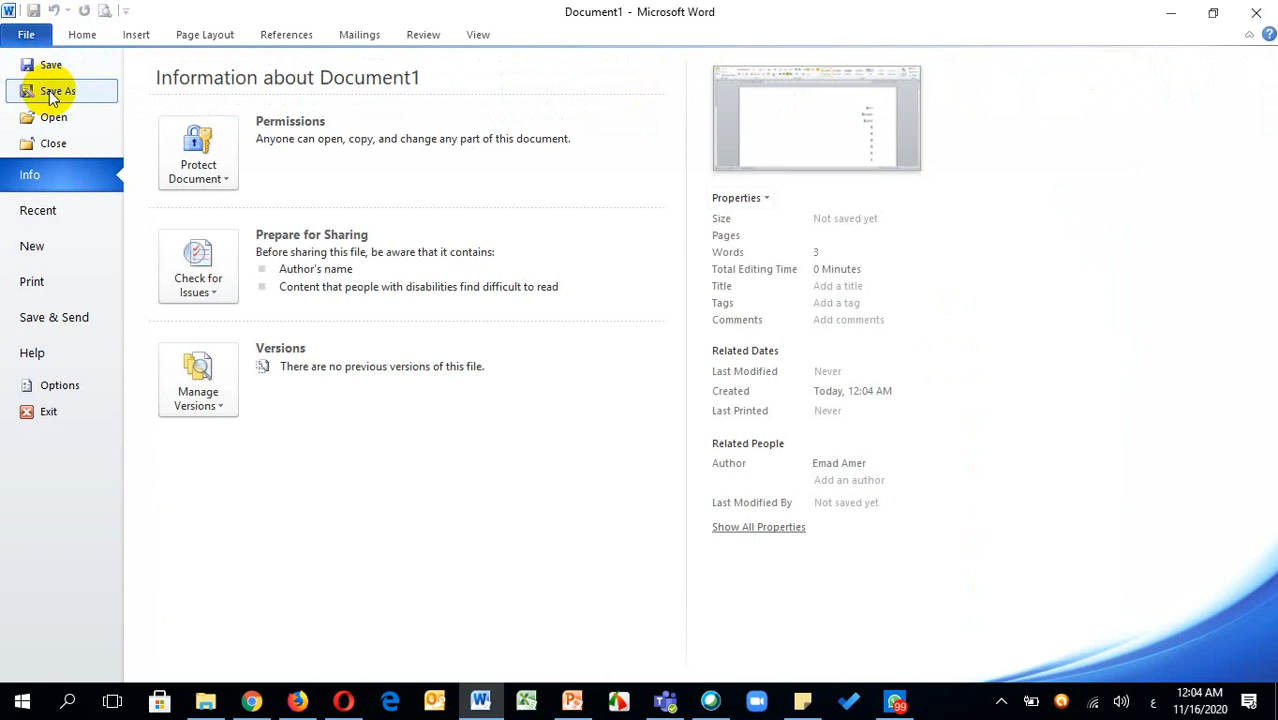 Document1 - Microsoft Word
File Home Insert Page Layout References Mailings Review View
Save
Save As
Open
Close
Info
Recent
New
Print
Save & Send
Help
Options
Exit
Information about Document1
Permissions
Anyone can open, copy, and change any part of this document.
Protect
Document
Prepare for Sharing
Before sharing this file, be aware that it contains:
Author's name
Content that people with disabilities find difficult to read
Check for
Issues
Versions
There are no previous versions of this file.
Manage
Versions
Properties
Size Not saved yet
Pages
Words 3
Total Editing Time 0 Minutes
Title Add a title
Tags Add a tag
Comments Add comments
Related Dates
Last Modified Never
Created Today, 12:04 AM
Last Printed Never
Related People
Author Emad Amer
Add an author
Last Modified By Not saved yet
Show All Properties
99
ع
12:04 AM
11/16/2020